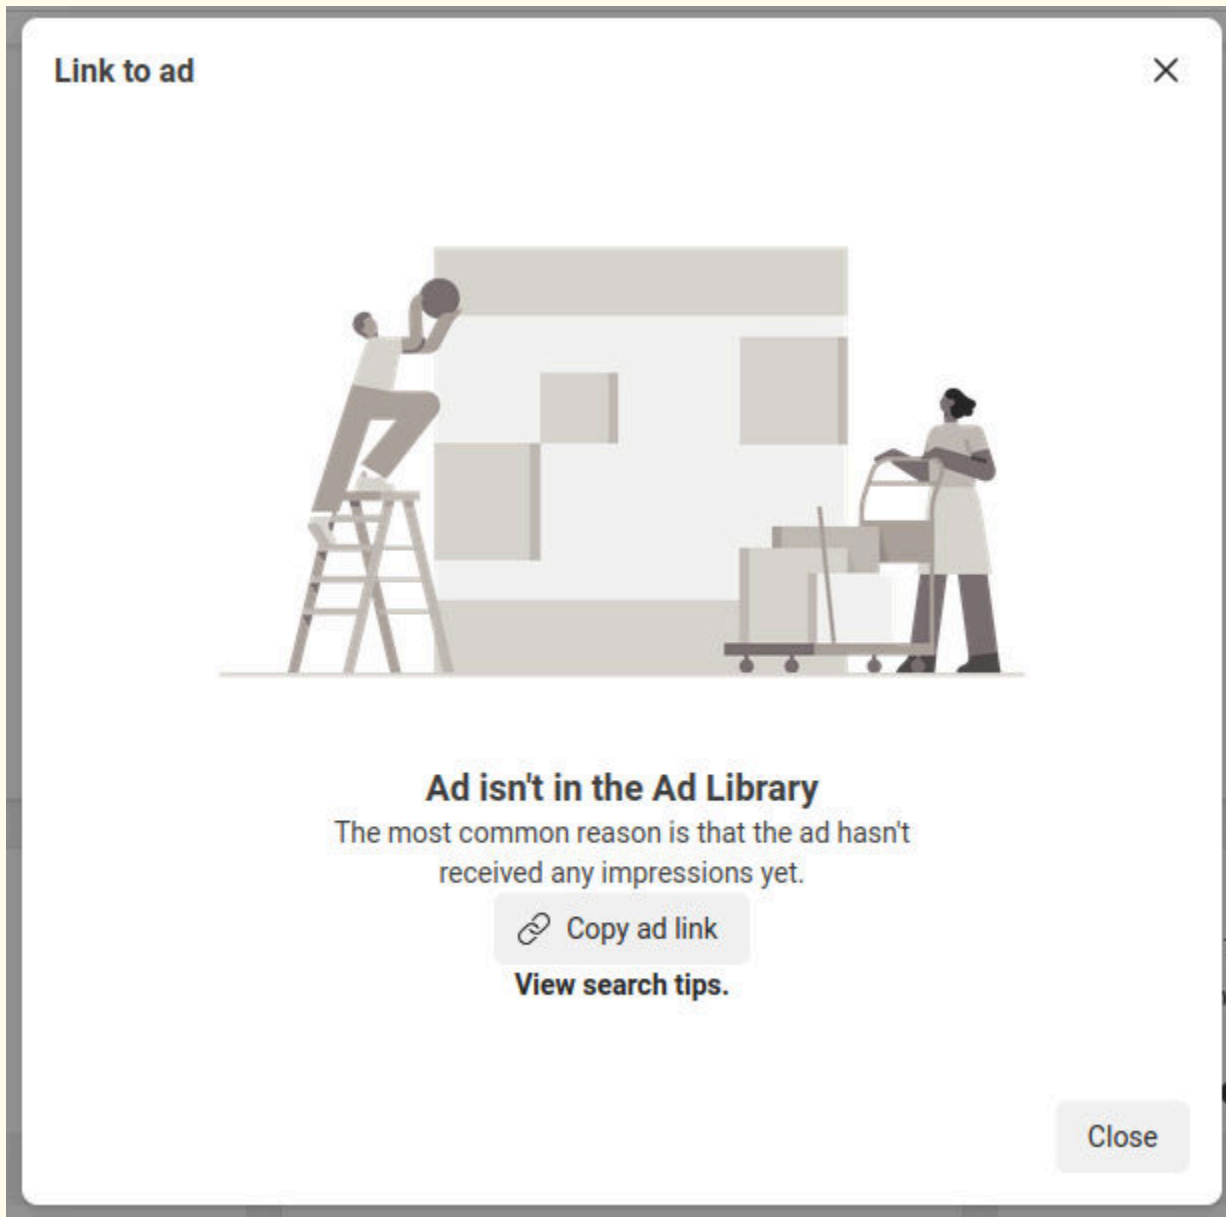 Link to ad
Ad isn't in the Ad Library
The most common reason is that the ad hasn't
received any impressions yet.
Copy ad link
View search tips.
Close